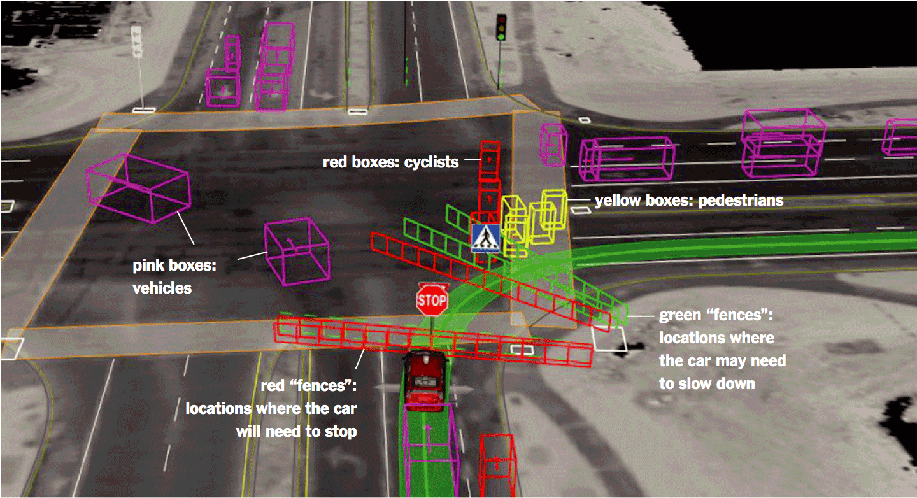 red boxes: cyclists
yellow boxes: pedestrians
pink boxes:
vehicles
STOP
green “fences”:
locations where
the car may need
to slow down
red “fences”:
locations where the car
will need to stop